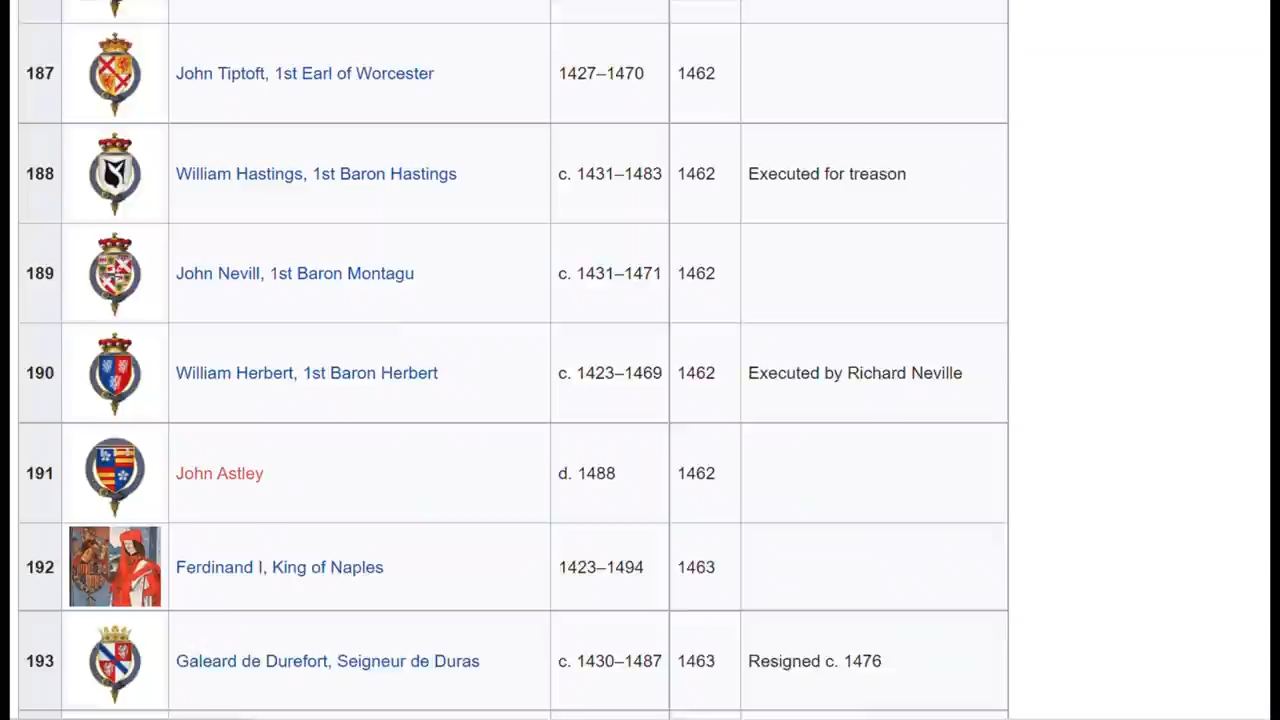 187 John Tiptoft, 1st Earl of Worcester 1427–1470 1462
188 William Hastings, 1st Baron Hastings c. 1431–1483 1462 Executed for treason
189 John Nevill, 1st Baron Montagu c. 1431–1471 1462
190 William Herbert, 1st Baron Herbert c. 1423–1469 1462 Executed by Richard Neville
191 John Astley d. 1488 1462
192 Ferdinand I, King of Naples 1423–1494 1463
193 Galeard de Durefort, Seigneur de Duras c. 1430–1487 1463 Resigned c. 1476